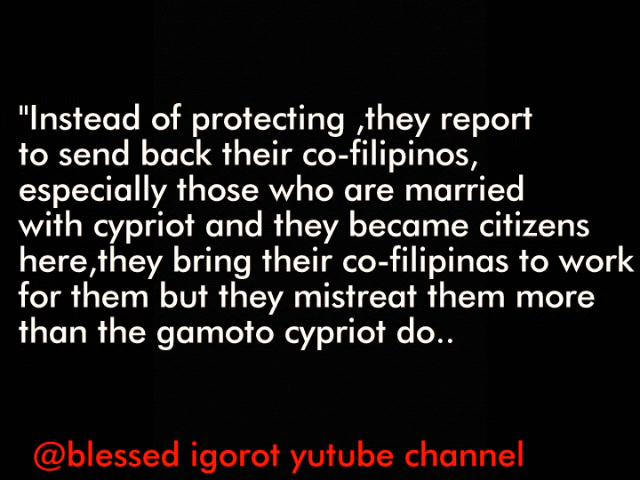 "Instead of protecting ,they report
to send back their co-filipinos,
especially those who are married
with cypriot and they became citizens
here,they bring their co-filipinas to work
for them but they mistreat them more
than the gamoto cypriot do..
@blessed igorot yutube channel